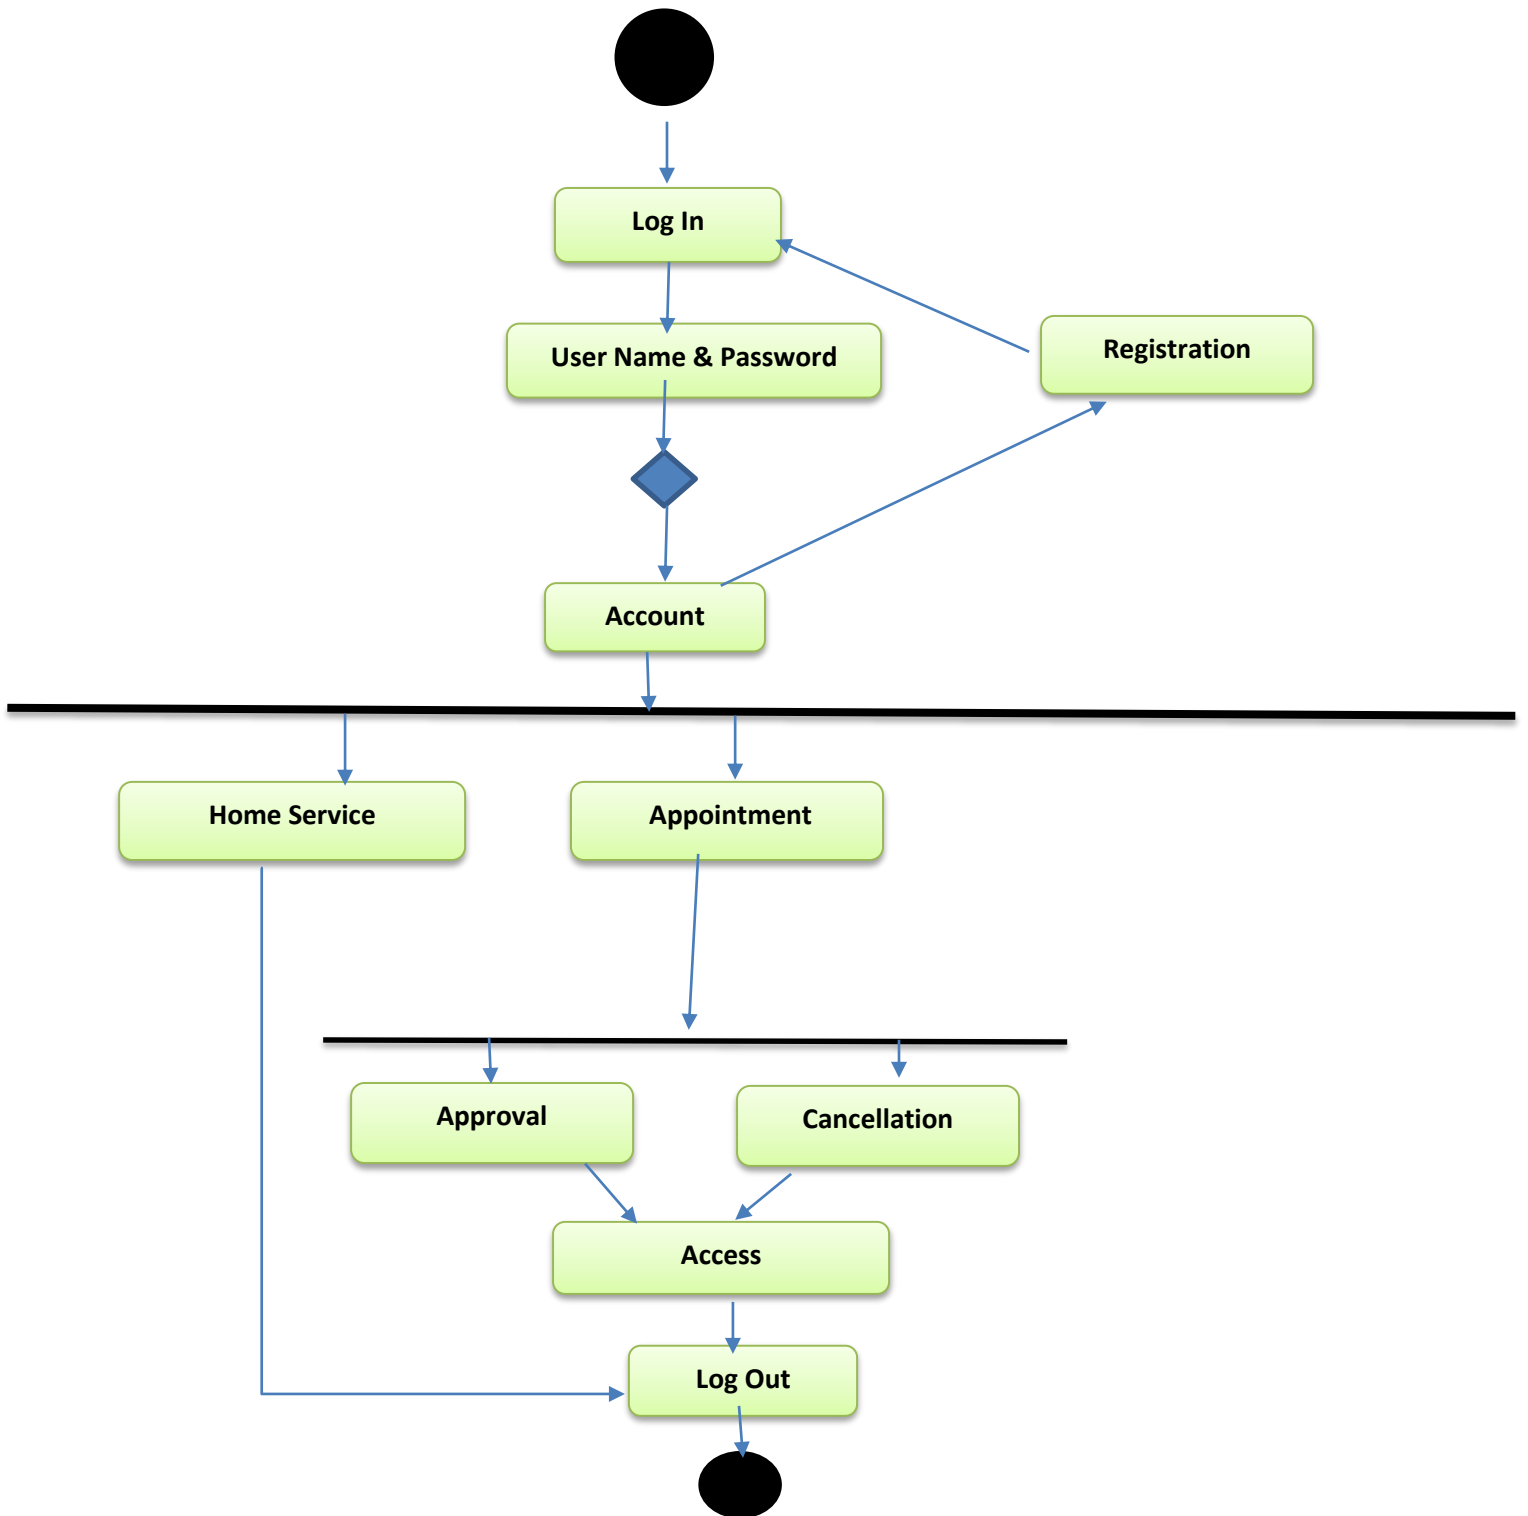 Log In
User Name & Password
Registration
Account
Home Service
Appointment
Approval
Cancellation
Access
Log Out